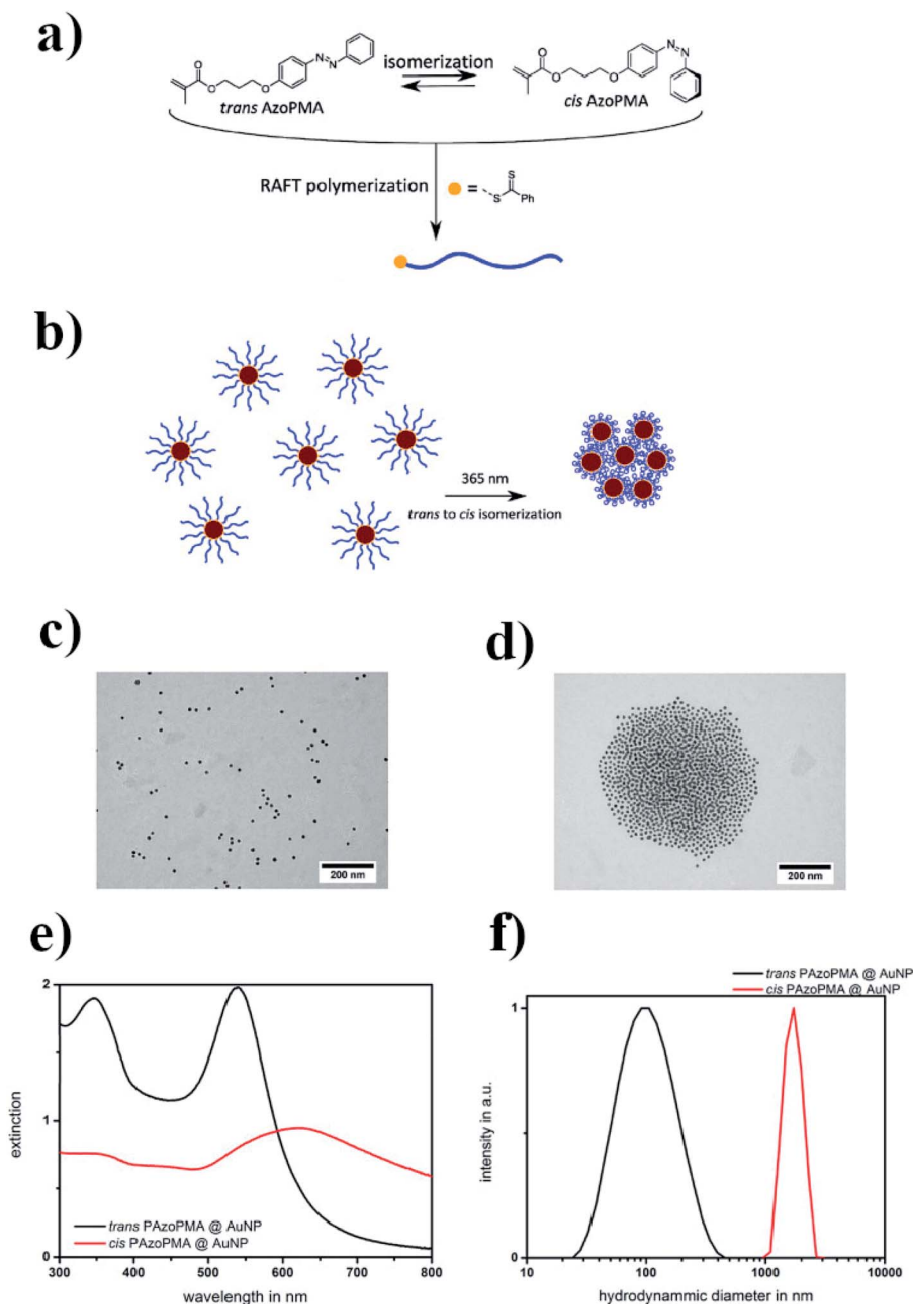 a)
O
O
O
N
N
isomerization
O
O
O
N
N
trans AzoPMA
cis AzoPMA
RAFT polymerization
=
S
S
Ph
b)
365 nm
trans to cis isomerization
c)
d)
200 nm
200 nm
e)
f)
2
1
0
extinction
300 400 500 600 700 800
wavelength in nm
trans PAzoPMA @ AuNP
cis PAzoPMA @ AuNP
trans PAzoPMA @ AuNP
cis PAzoPMA @ AuNP
1
0
intensity in a.u.
10 100 1000 10000
hydrodynammic diameter in nm